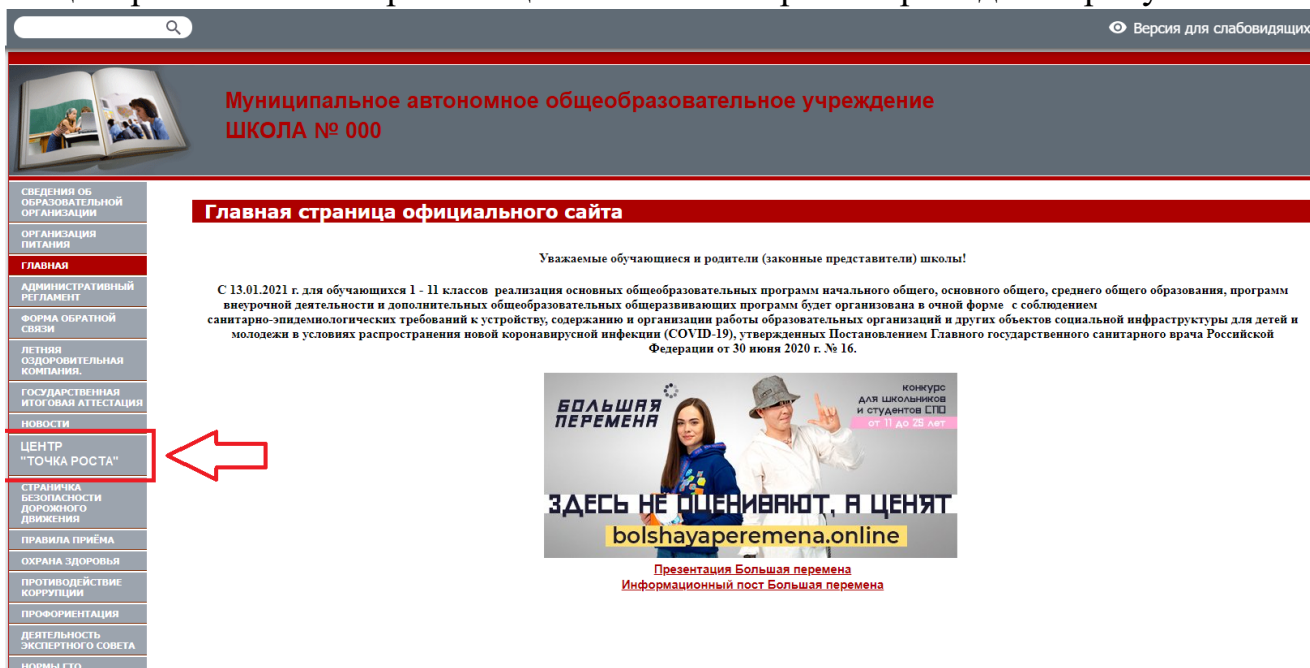 Версия для слабовидящих
Муниципальное автономное общеобразовательное учреждение
ШКОЛА № 000
СВЕДЕНИЯ ОБ
ОБРАЗОВАТЕЛЬНОЙ
ОРГАНИЗАЦИИ
ОРГАНИЗАЦИЯ
ПИТАНИЯ
ГЛАВНАЯ
АДМИНИСТРАТИВНЫЙ
РЕГЛАМЕНТ
ФОРМА ОБРАТНОЙ
СВЯЗИ
ЛЕТНЯЯ
ОЗДОРОВИТЕЛЬНАЯ
КОМПАНИЯ.
ГОСУДАРСТВЕННАЯ
ИТОГОВАЯ АТТЕСТАЦИЯ
НОВОСТИ
ЦЕНТР
"ТОЧКА РОСТА"
СТРАНИЧКА
БЕЗОПАСНОСТИ
ДОРОЖНОГО
ДВИЖЕНИЯ
ПРАВИЛА ПРИЁМА
ОХРАНА ЗДОРОВЬЯ
ПРОТИВОДЕЙСТВИЕ
КОРРУПЦИИ
ПРОФОРИЕНТАЦИЯ
ДЕЯТЕЛЬНОСТЬ
ЭКСПЕРТНОГО СОВЕТА
НОРМЫ ГТО
Главная страница официального сайта
Уважаемые обучающиеся и родители (законные представители) школы!
С 13.01.2021 г. для обучающихся 1 - 11 классов реализация основных общеобразовательных программ начального общего, основного общего, среднего общего образования, программ
внеурочной деятельности и дополнительных общеобразовательных общеразвивающих программ будет организована в очной форме с соблюдением
санитарно-эпидемиологических требований к устройству, содержанию и организации работы образовательных организаций и других объектов социальной инфраструктуры для детей и
молодежи в условиях распространения новой коронавирусной инфекции (COVID-19), утвержденных Постановлением Главного государственного санитарного врача Российской
Федерации от 30 июня 2020 г. № 16.
БОЛЬШАЯ
ПЕРЕМЕНА
конкурс
для школьников
и студентов СПО
от 11 до 25 лет
ЗДЕСЬ НЕ ОЦЕНИВАЮТ, А ЦЕНЯТ
bolshayaperemena.online
Презентация Большая перемена
Информационный пост Большая перемена